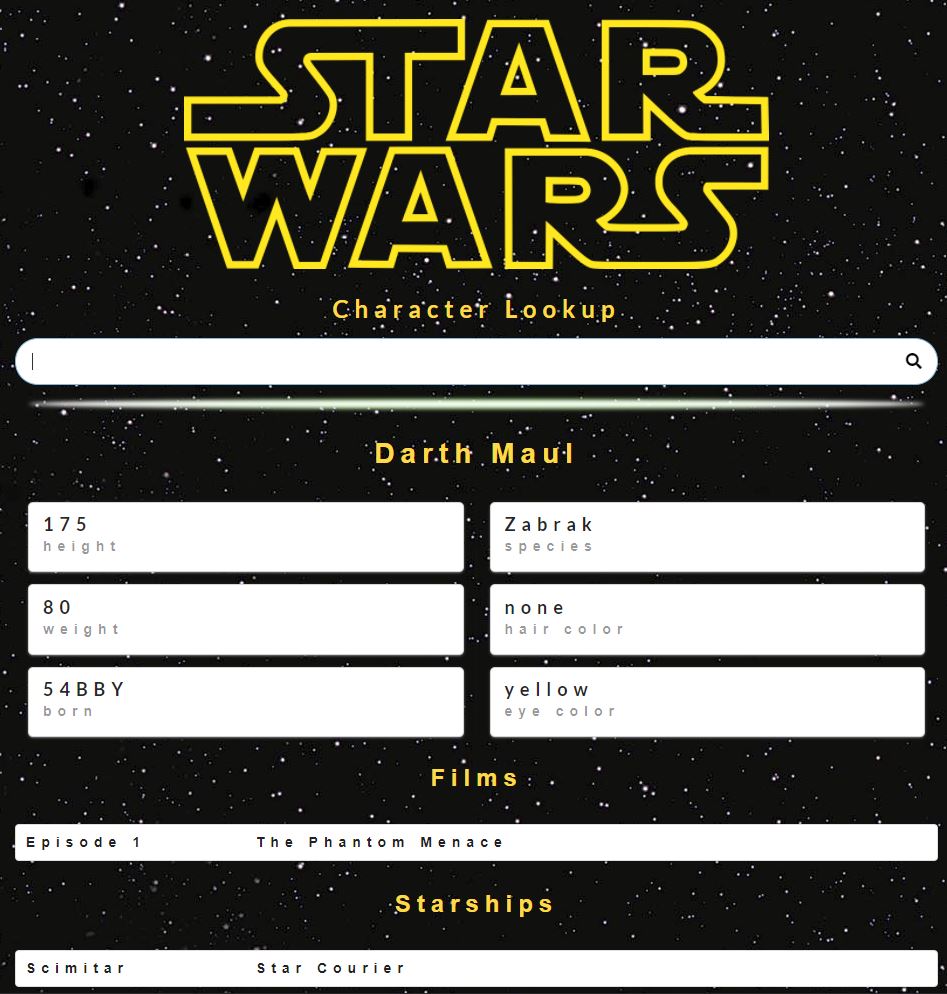 STAR
WARS
Character Lookup
Darth Maul
175
height
Zabrak
species
80
weight
none
hair color
54BBY
born
yellow
eye color
Films
Episode 1 The Phantom Menace
Starships
Scimitar Star Courier